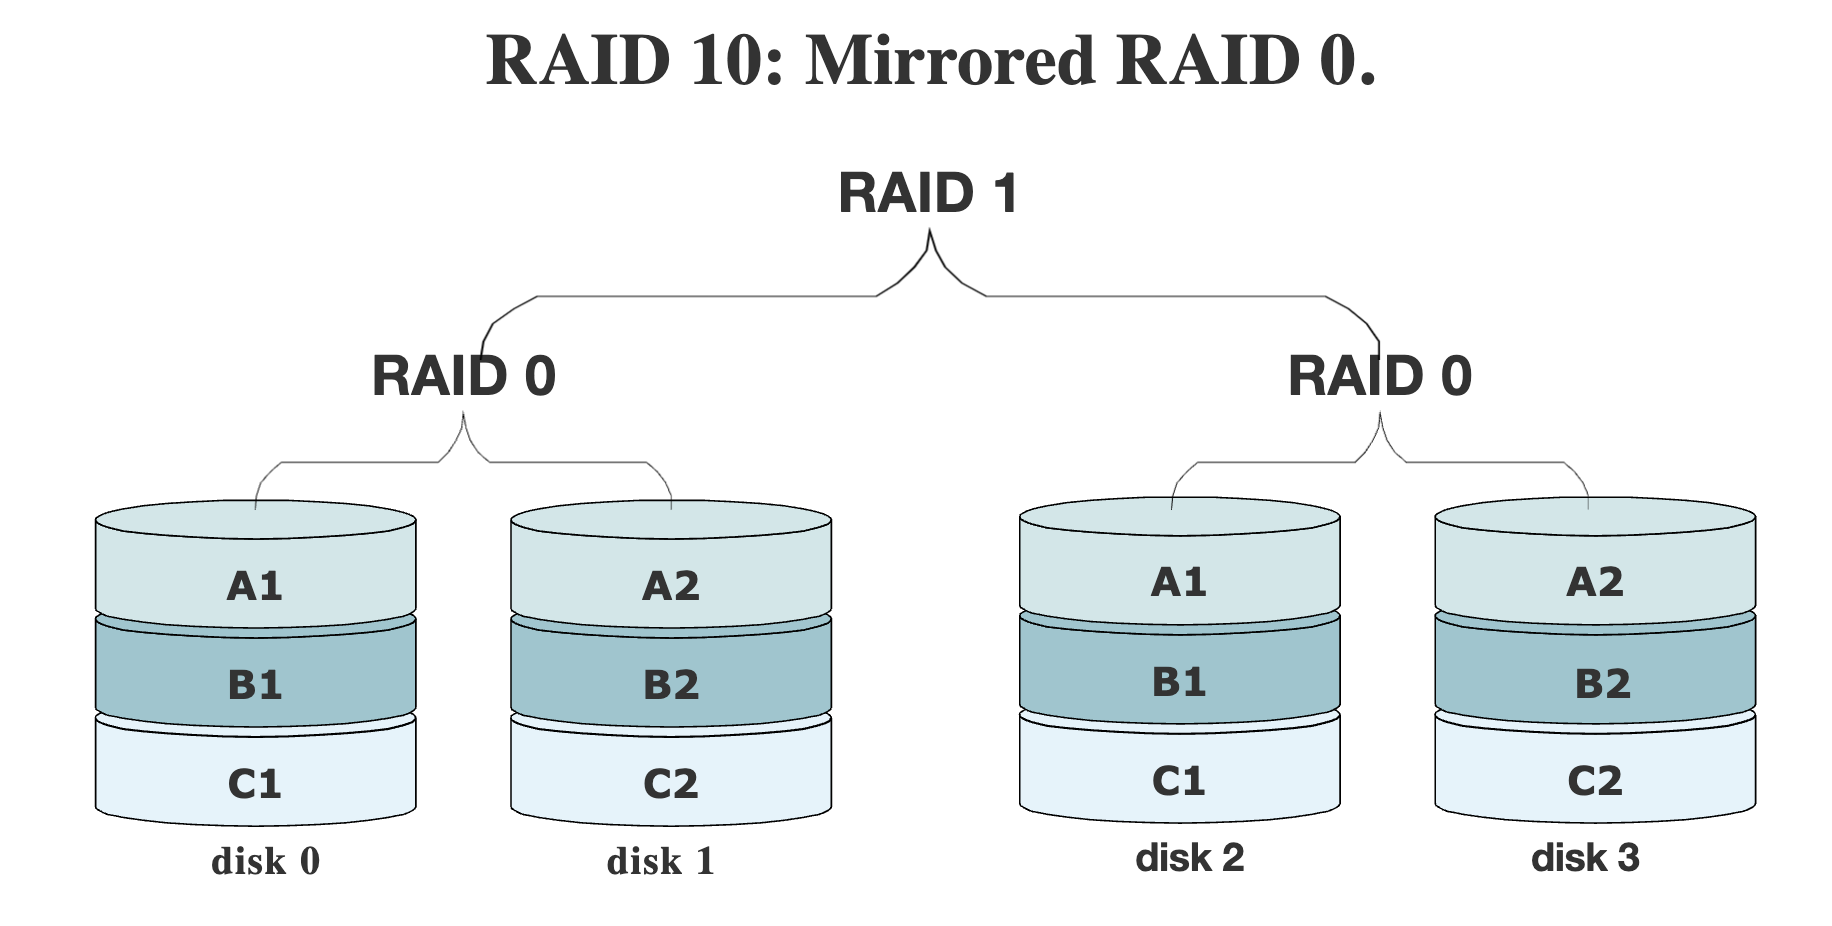 RAID 10: Mirrored RAID 0.
RAID 1
RAID 0 RAID 0
A1 A2 A1 A2
B1 B2 B1 B2
C1 C2 C1 C2
disk 0 disk 1 disk 2 disk 3